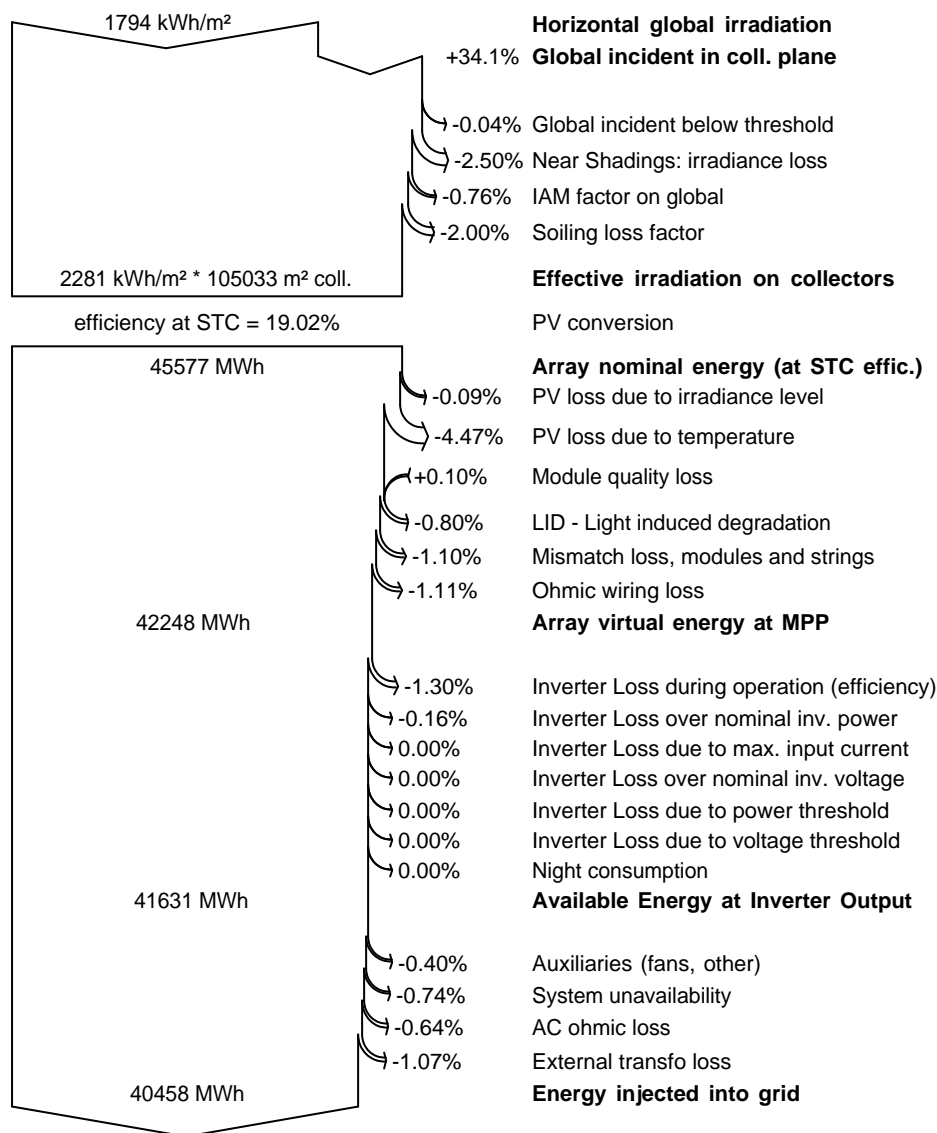 1794 kWh/m² Horizontal global irradiation
+34.1% Global incident in coll. plane
-0.04% Global incident below threshold
-2.50% Near Shadings: irradiance loss
-0.76% IAM factor on global
-2.00% Soiling loss factor
2281 kWh/m² * 105033 m² coll. Effective irradiation on collectors
efficiency at STC = 19.02% PV conversion
45577 MWh Array nominal energy (at STC effic.)
-0.09% PV loss due to irradiance level
-4.47% PV loss due to temperature
+0.10% Module quality loss
-0.80% LID - Light induced degradation
-1.10% Mismatch loss, modules and strings
-1.11% Ohmic wiring loss
42248 MWh Array virtual energy at MPP
-1.30% Inverter Loss during operation (efficiency)
-0.16% Inverter Loss over nominal inv. power
0.00% Inverter Loss due to max. input current
0.00% Inverter Loss over nominal inv. voltage
0.00% Inverter Loss due to power threshold
0.00% Inverter Loss due to voltage threshold
0.00% Night consumption
41631 MWh Available Energy at Inverter Output
-0.40% Auxiliaries (fans, other)
-0.74% System unavailability
-0.64% AC ohmic loss
-1.07% External transfo loss
40458 MWh Energy injected into grid